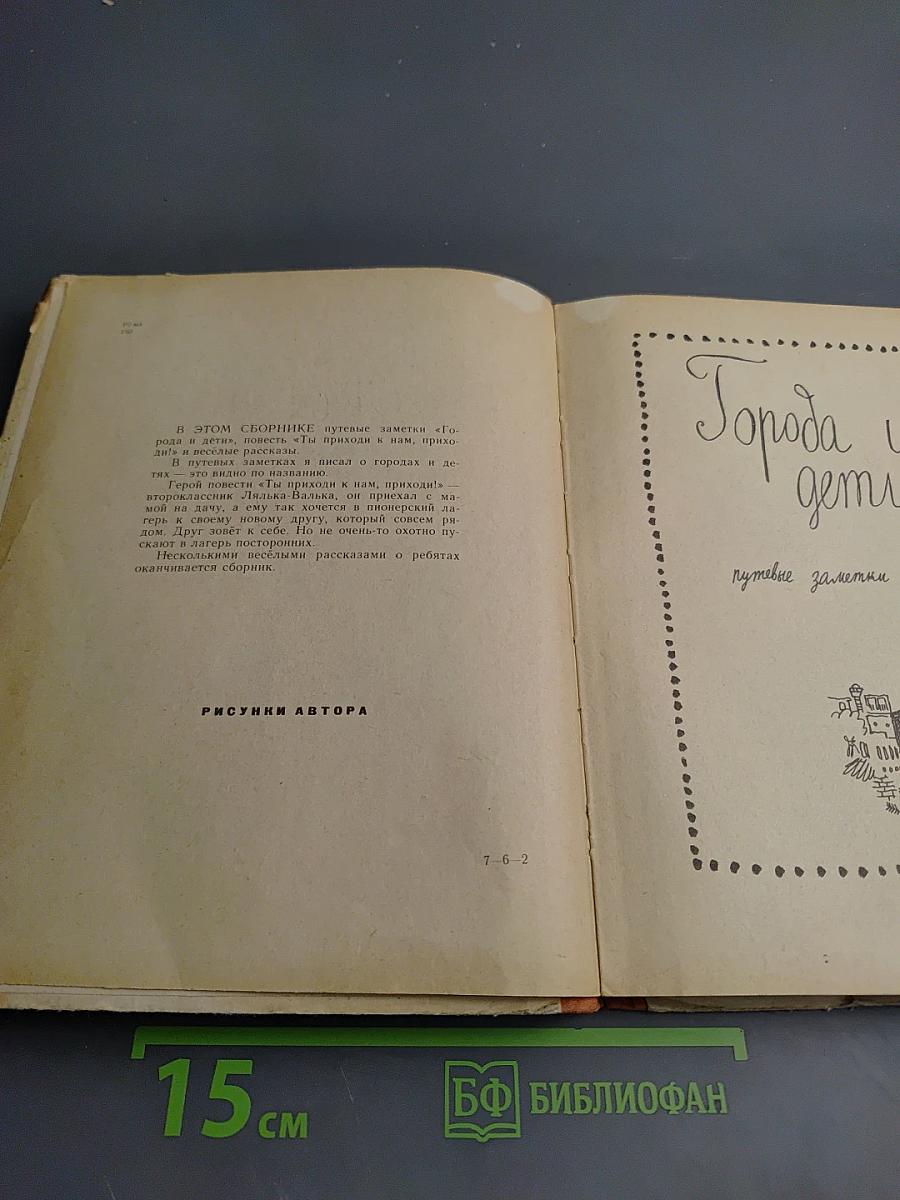 В ЭТОМ СБОРНИКЕ путевые заметки «Го-
рода и дети», повесть «Ты приходи к нам, прихо-
ди!» и весёлые рассказы.
В путевых заметках я писал о городах и де-
тях — это видно по названию.
Герой повести «Ты приходи к нам, приходи!» —
второклассник Лялька-Валька, он приехал с ма-
мой на дачу, а ему так хочется в пионерский ла-
герь к своему новому другу, который совсем ря-
дом. Друг зовёт к себе. Но не очень-то охотно пу-
скают в лагерь посторонних.
Несколькими весёлыми рассказами о ребятах
оканчивается сборник.
РИСУНКИ АВТОРА
7—6—2
Города
путевые заметки
15 см
БФ БИБЛИОФАН